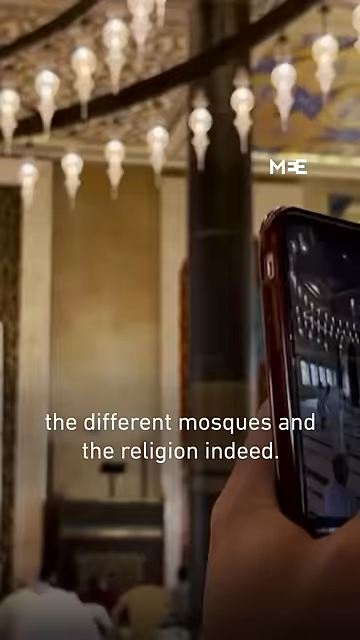 MEE
the different mosques and
the religion indeed.